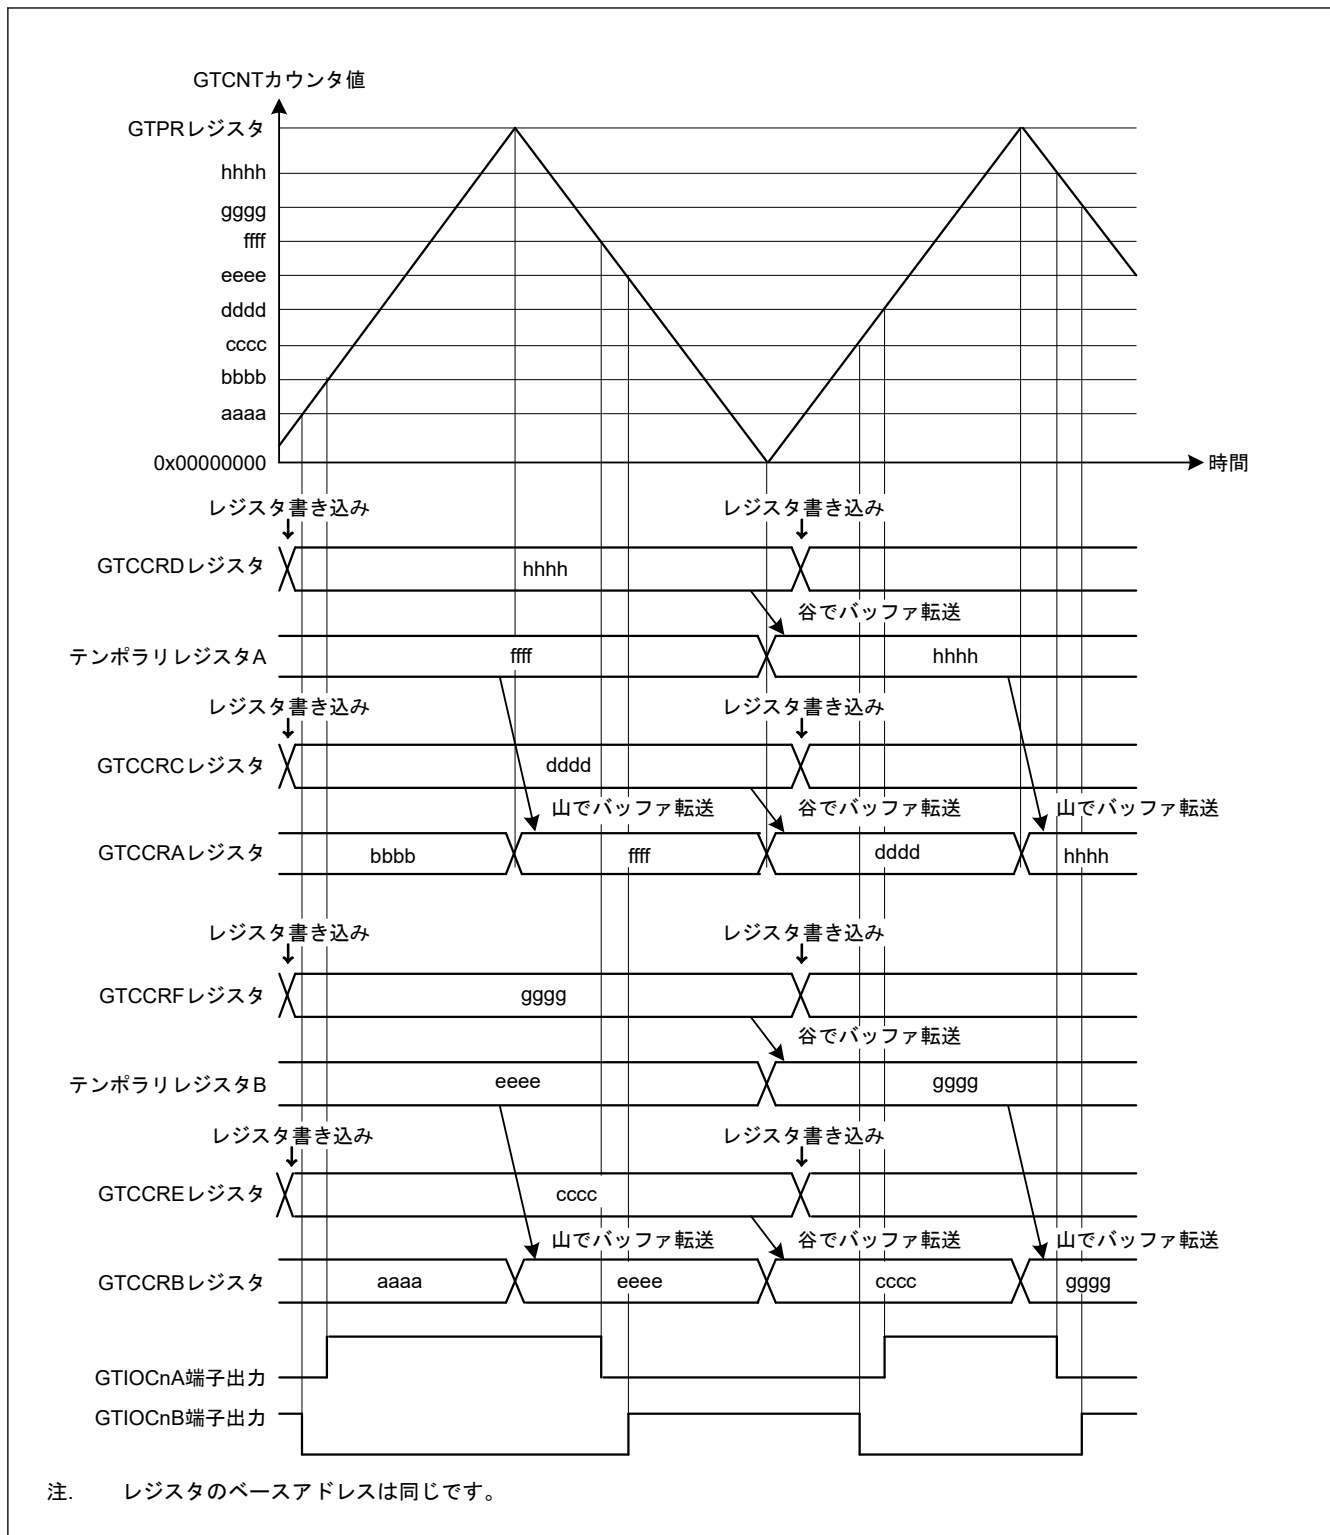 GTCNTカウンタ値
GTPRレジスタ
hhhh
gggg
ffff
eeee
dddd
cccc
bbbb
aaaa
0x00000000
時間
レジスタ書き込み レジスタ書き込み
GTCCRDレジスタ hhhh
谷でバッファ転送
テンポラリレジスタA ffff hhhh
レジスタ書き込み レジスタ書き込み
GTCCRCレジスタ dddd
山でバッファ転送 谷でバッファ転送 山でバッファ転送
GTCCRAレジスタ bbbb ffff dddd hhhh
レジスタ書き込み レジスタ書き込み
GTCCRFレジスタ gggg
谷でバッファ転送
テンポラリレジスタB eeee gggg
レジスタ書き込み レジスタ書き込み
GTCCREレジスタ cccc
山でバッファ転送 谷でバッファ転送 山でバッファ転送
GTCCRBレジスタ aaaa eeee cccc gggg
GTIOCnA端子出力
GTIOCnB端子出力
注. レジスタのベースアドレスは同じです。